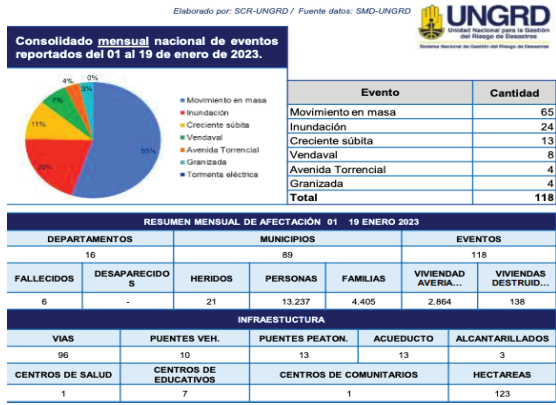 Elaborado por: SCR-UNGRD / Fuente datos: SMD-UNGRD
UNGRD
Unidad Nacional para la Gestión
del Riesgo de Desastres
Sistema Nacional de Gestión del Riesgo de Desastres
Consolidado mensual nacional de eventos
reportados del 01 al 19 de enero de 2023.
0%
4%
3%
7%
11%
20%
55%
Movimiento en masa
Inundación
Creciente súbita
Vendaval
Avenida Torrencial
Granizada
Tormenta eléctrica
Evento Cantidad
Movimiento en masa 65
Inundación 24
Creciente súbita 13
Vendaval 8
Avenida Torrencial 4
Granizada 4
Total 118
RESUMEN MENSUAL DE AFECTACIÓN 01 19 ENERO 2023
DEPARTAMENTOS MUNICIPIOS EVENTOS
16 89 118
FALLECIDOS DESAPARECIDO
S HERIDOS PERSONAS FAMILIAS VIVIENDAD
AVERIA... VIVIENDAS
DESTRUID...
6 - 21 13.237 4.405 2.864 138
INFRAESTUCTURA
VIAS PUENTES VEH. PUENTES PEATON. ACUEDUCTO ALCANTARILLADOS
96 10 13 13 3
CENTROS DE SALUD CENTROS DE
EDUCATIVOS CENTROS DE COMUNITARIOS HECTAREAS
1 7 1 123